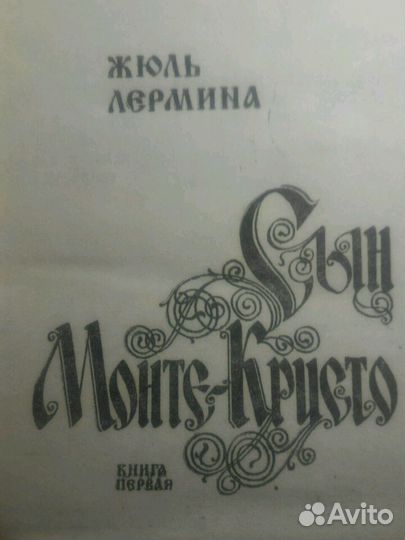 ЖЮЛЬ
ЛЕРМИНА
Сын
Монте-Кристо
КНИГА
ПЕРВАЯ
Avito